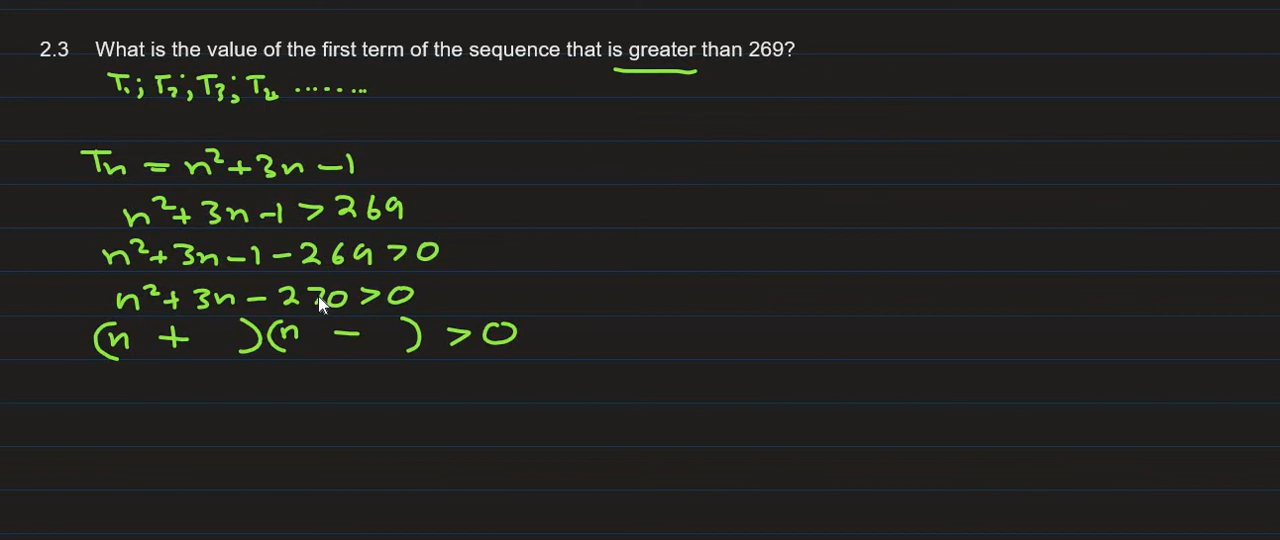 2.3 What is the value of the first term of the sequence that is greater than 269?
T₁; T₂; T₃; T₄ .......
Tn = n² + 3n - 1
n² + 3n - 1 > 269
n² + 3n - 1 - 269 > 0
n² + 3n - 270 > 0
(n +   )(n -   ) > 0